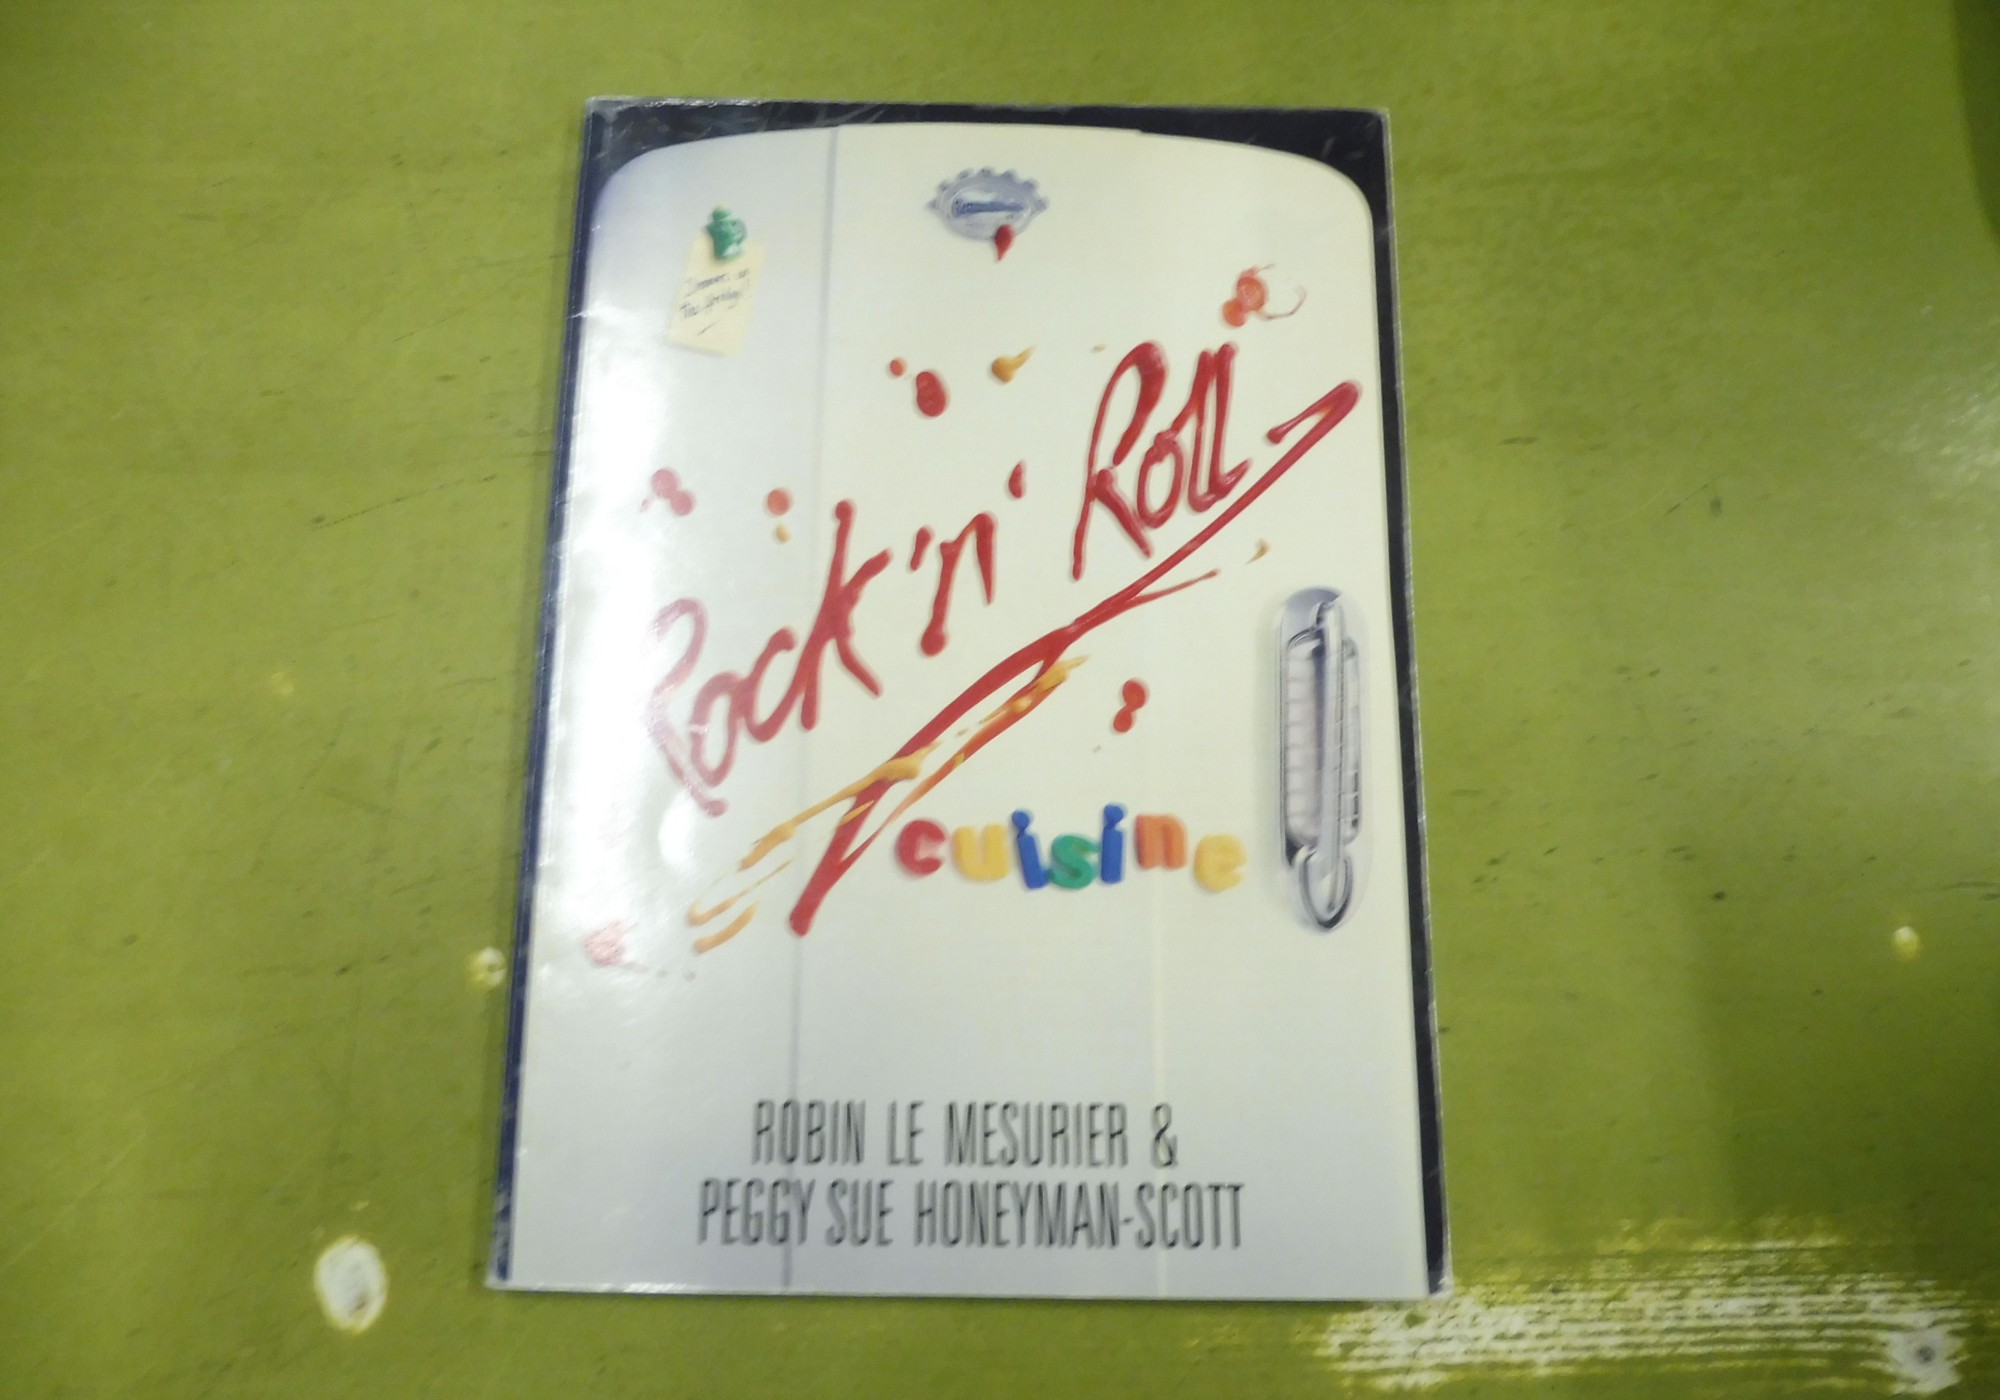 Rock 'n' Roll
cuisine
ROBIN LE MESURIER &
PEGGY SUE HONEYMAN-SCOTT